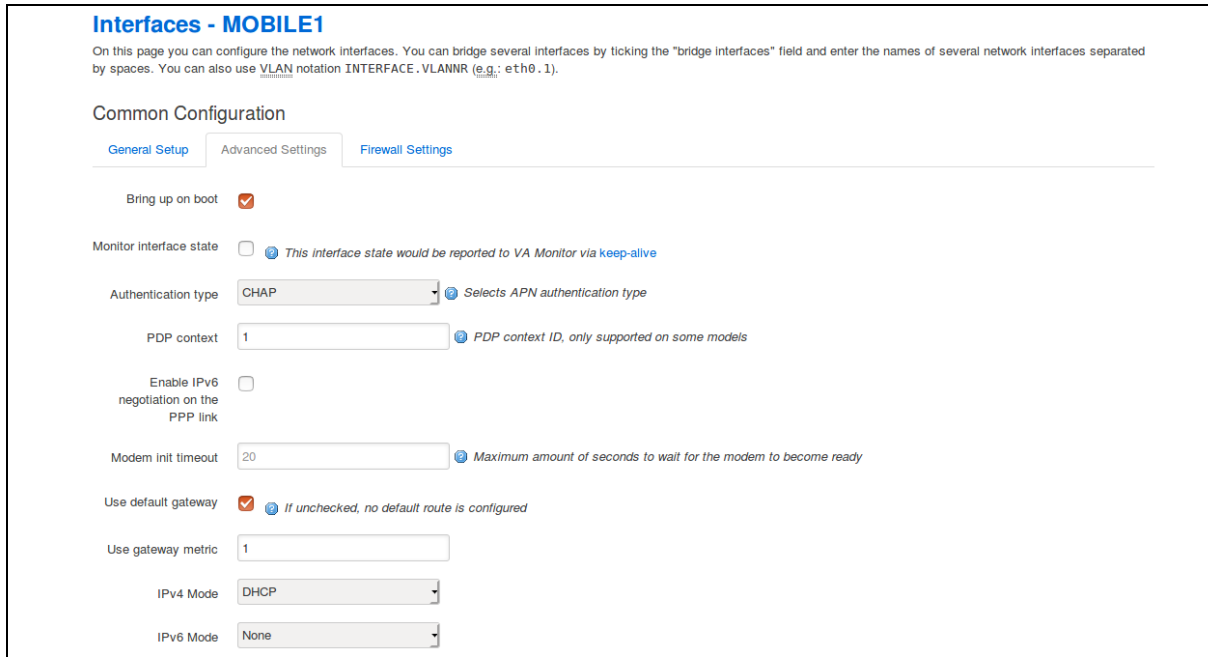 Interfaces - MOBILE1
On this page you can configure the network interfaces. You can bridge several interfaces by ticking the "bridge interfaces" field and enter the names of several network interfaces separated
by spaces. You can also use VLAN notation INTERFACE.VLANNR (e.g.: eth0.1).
Common Configuration
General Setup Advanced Settings Firewall Settings
Bring up on boot
Monitor interface state This interface state would be reported to VA Monitor via keep-alive
Authentication type CHAP Selects APN authentication type
PDP context 1 PDP context ID, only supported on some models
Enable IPv6
negotiation on the
PPP link
Modem init timeout 20 Maximum amount of seconds to wait for the modem to become ready
Use default gateway If unchecked, no default route is configured
Use gateway metric 1
IPv4 Mode DHCP
IPv6 Mode None